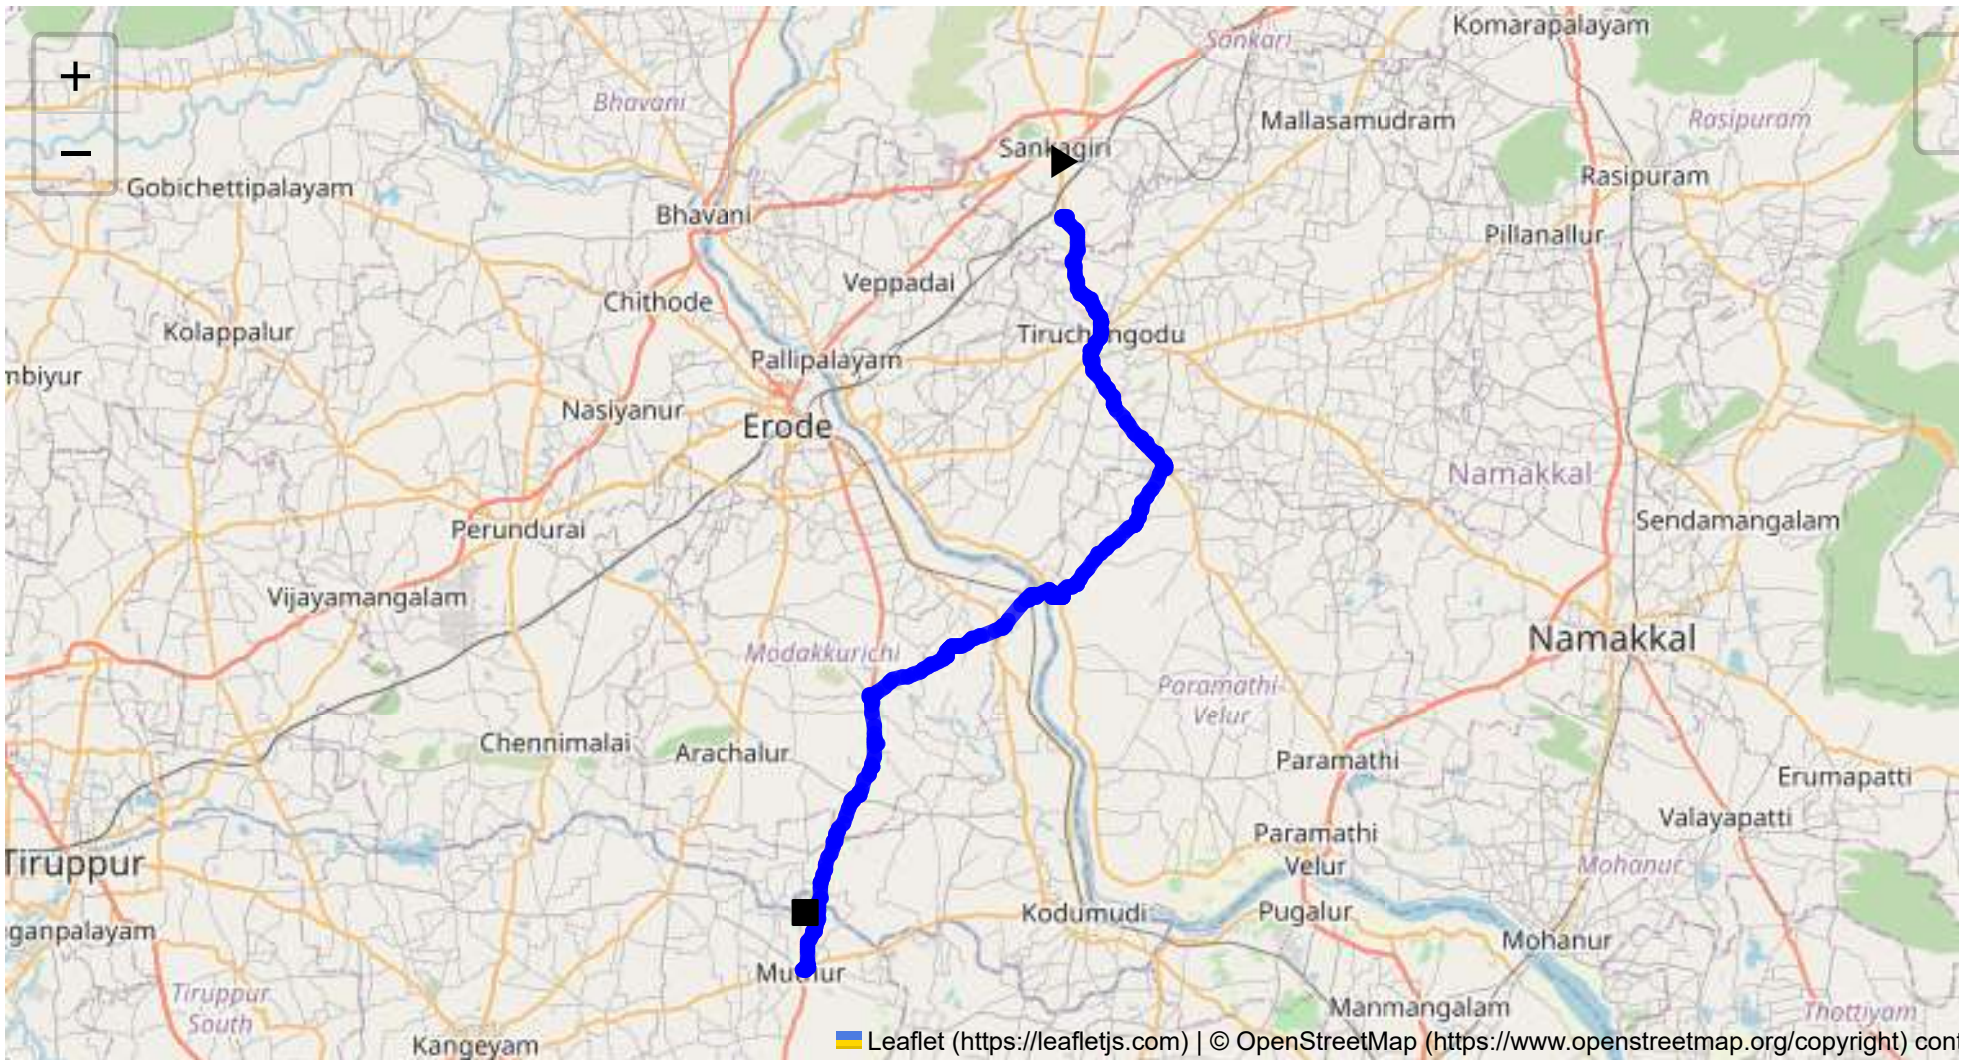 Komarapalayam
Sankari
+
Bhavani
Mallasamudram
Rasipuram
Sankagiri
−
Gobichettipalayam
Rasipuram
Bhavani
Pillanallur
Veppadai
Chithode
Kolappalur
Tiruchengodu
Pallipalayam
mbiyur
Nasiyanur
Erode
Namakkal
Sendamangalam
Perundurai
Vijayamangalam
Namakkal
Modakkurichi
Paramathi-
Velur
Chennimalai
Arachalur
Paramathi
Erumapatti
Valayapatti
Paramathi
Velur
Tiruppur
Mohanur
Kodumudi
Pugalur
ganpalayam
Mohanur
Muthur
Tiruppur
South
Manmangalam
Thottiyam
Kangeyam
Leaflet (https://leafletjs.com) | © OpenStreetMap (https://www.openstreetmap.org/copyright) cont